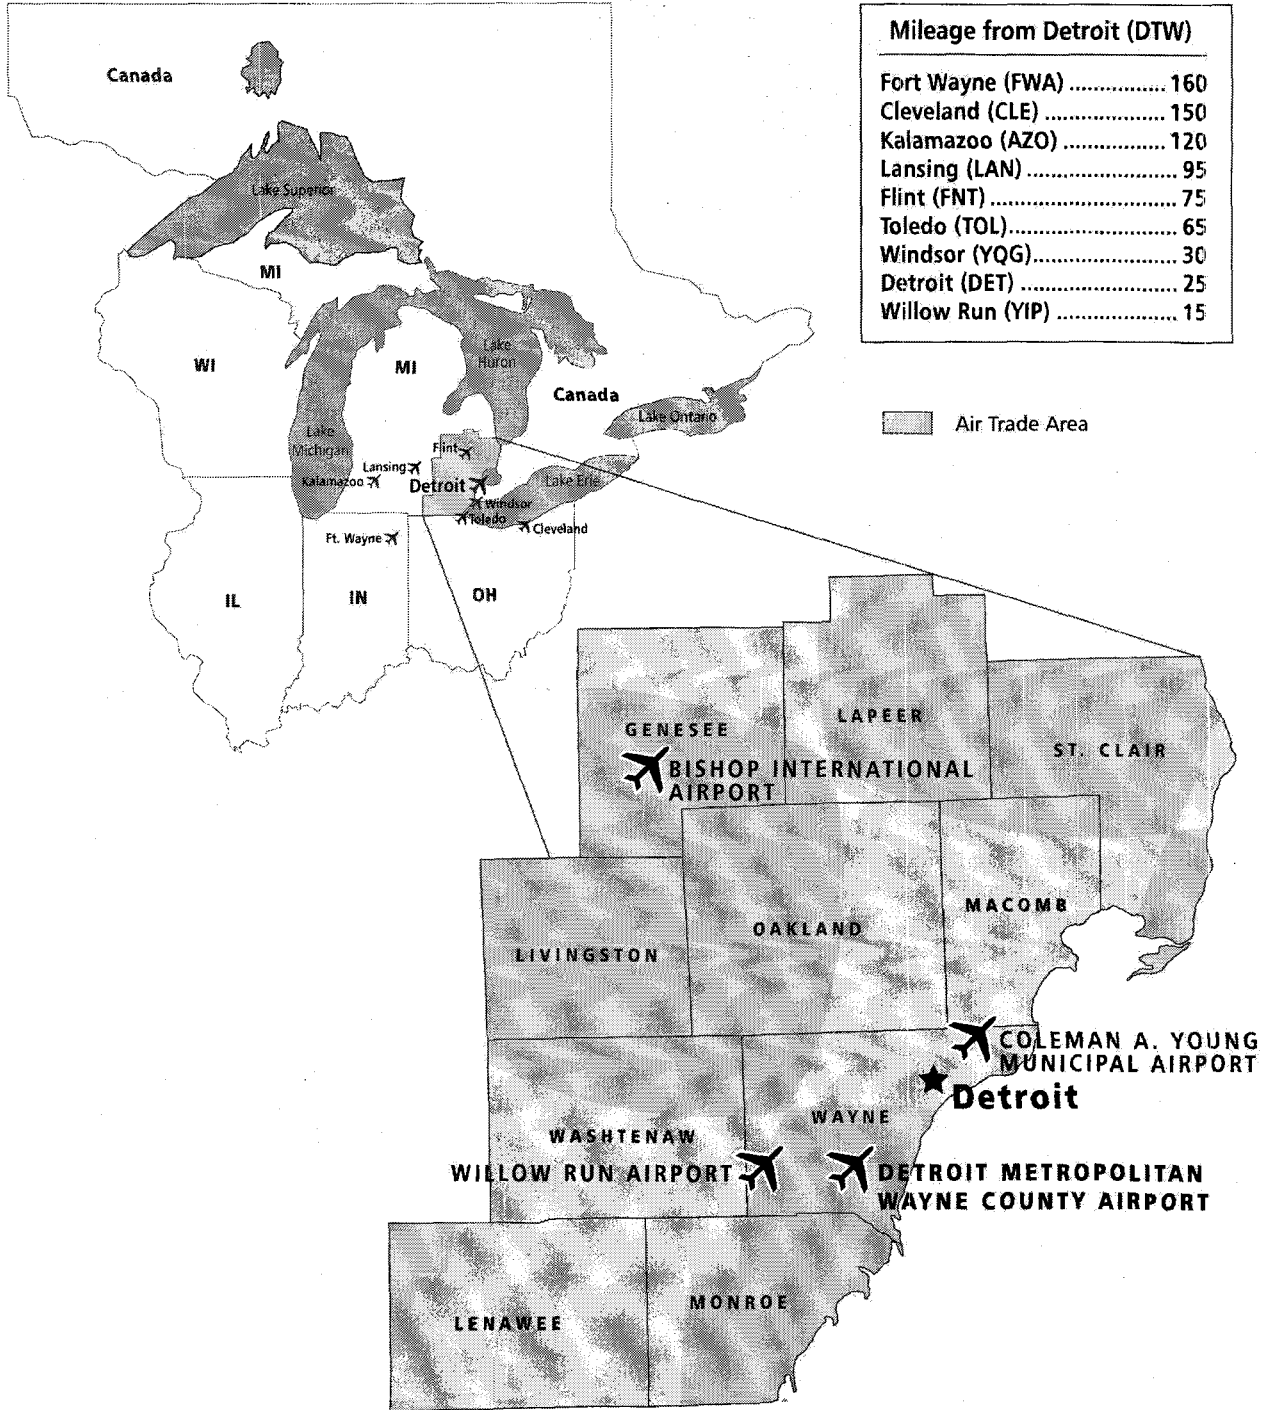 Mileage from Detroit (DTW)
Fort Wayne (FWA) ................ 160
Cleveland (CLE) .................... 150
Kalamazoo (AZO) ................. 120
Lansing (LAN) ......................... 95
Flint (FNT) ............................... 75
Toledo (TOL)............................ 65
Windsor (YQG)........................ 30
Detroit (DET) .......................... 25
Willow Run (YIP) .................... 15
Air Trade Area
Canada
Lake Superior
MI
WI
MI
Lake
Huron
Canada
Lake Ontario
Lake
Michigan
Flint
Lansing
Kalamazoo
Detroit
Lake Erie
Windsor
Toledo
Cleveland
Ft. Wayne
IL
IN
OH
GENESEE
LAPEER
ST. CLAIR
BISHOP INTERNATIONAL
AIRPORT
MACOMB
OAKLAND
LIVINGSTON
COLEMAN A. YOUNG
MUNICIPAL AIRPORT
Detroit
WAYNE
WASHTENAW
WILLOW RUN AIRPORT
DETROIT METROPOLITAN
WAYNE COUNTY AIRPORT
MONROE
LENAWEE